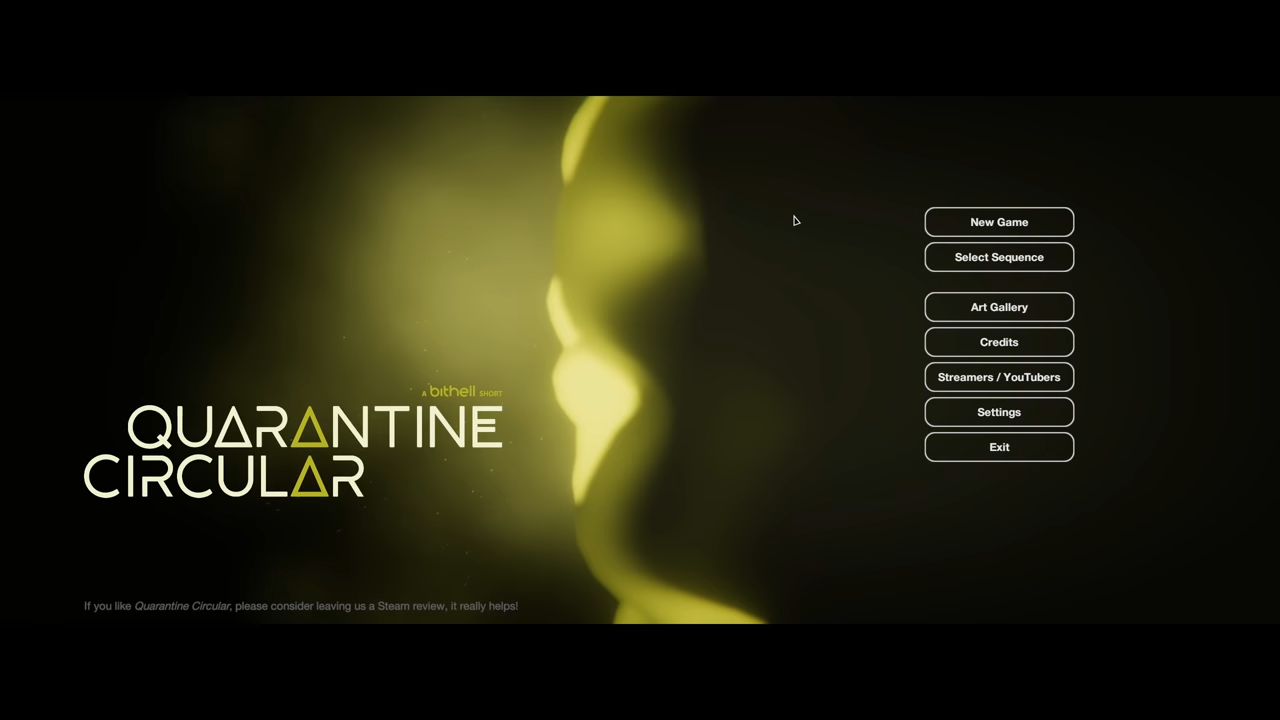 A bithell SHORT
QUARANTINE
CIRCULAR
If you like Quarantine Circular, please consider leaving us a Steam review, it really helps!
New Game
Select Sequence
Art Gallery
Credits
Streamers / YouTubers
Settings
Exit